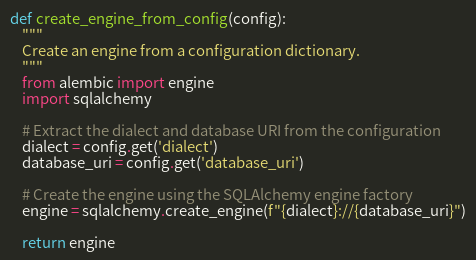 def create_engine_from_config(config):
    """
    Create an engine from a configuration dictionary.
    """
    from alembic import engine
    import sqlalchemy

    # Extract the dialect and database URI from the configuration
    dialect = config.get('dialect')
    database_uri = config.get('database_uri')

    # Create the engine using the SQLAlchemy engine factory
    engine = sqlalchemy.create_engine(f"{dialect}://{database_uri}")

    return engine